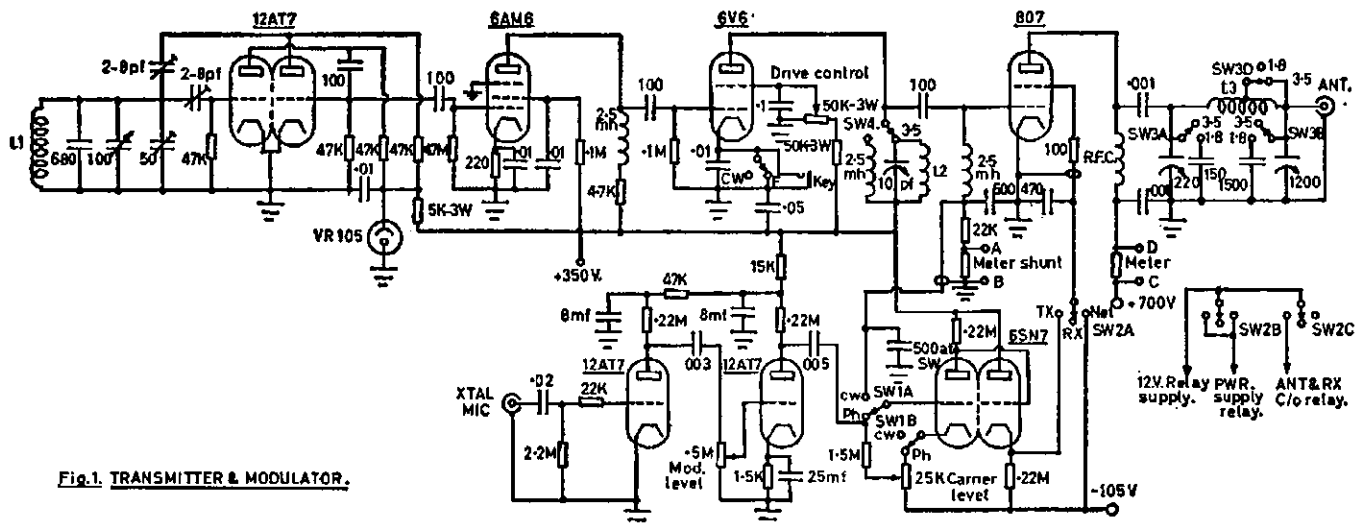 12AT7
6AM6
6V6
807
2-8pf
2-8pf
100
100
100
Drive control
100
·001
SW3D
1·8
3·5
L3
ANT.
L1
680
100
50
47K
47K
47K
47K
·01
5K-3W
VR105
220
·01
·01
·1M
2·5
mh
4·7K
·1M
·01
CW
Key
·05
·1
50K-3W
50K-3W
SW4.
3·5
2·5
mh
10
pf
L2
2·5
mh
500
470
100
R.F.C.
SW3A
3·5
1·8
3·5
1·8
SW3B
220
150
1500
1200
22K
A
Meter shunt
B
D
Meter
C
+700V
+350V.
15K
47K
8mf
8mf
·22M
·22M
·22M
6SN7
TX
RX
Net
SW2A
SW2B
SW2C
12V. Relay
supply.
PWR.
supply
relay.
ANT & RX
C/o relay.
12AT7
12AT7
003
005
XTAL
MIC
·02
22K
2·2M
·5M
Mod.
level
1·5K
25mf
cw
Ph
SW1A
SW1B
cw
Ph
1·5M
25K
Carrier
level
·22M
-105V
Fig.1. TRANSMITTER & MODULATOR.